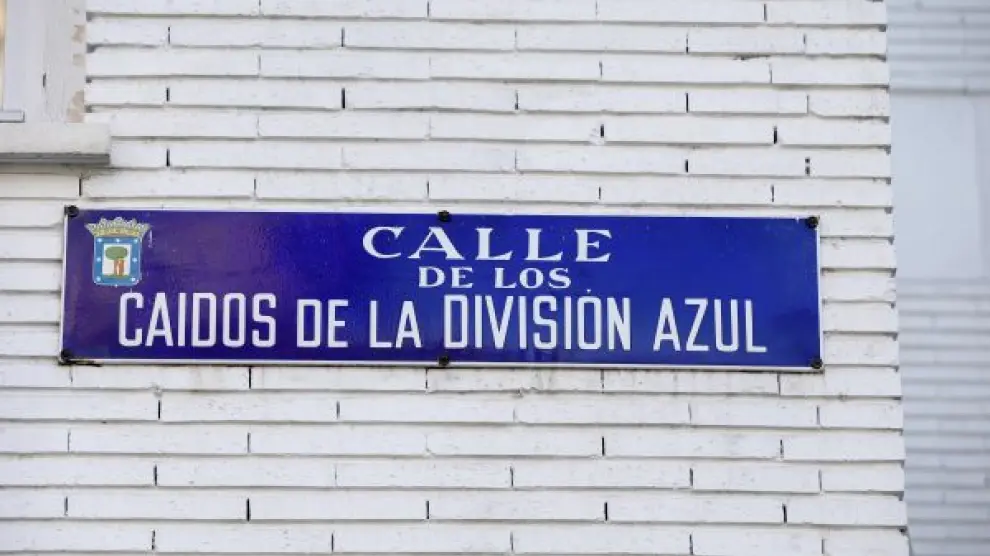 CALLE
DE LOS
CAIDOS DE LA DIVISIÓN AZUL